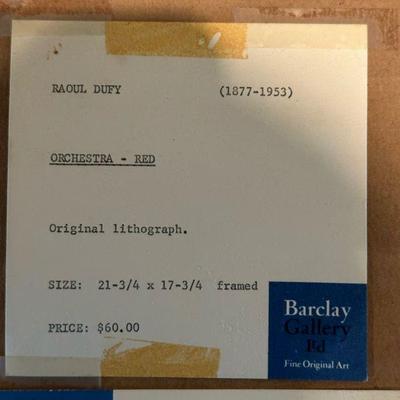 RAOUL DUFY (1877-1953)
ORCHESTRA - RED
Original lithograph.
SIZE: 21-3/4 x 17-3/4 framed
PRICE: $60.00
Barclay
Gallery
Ltd
Fine Original Art